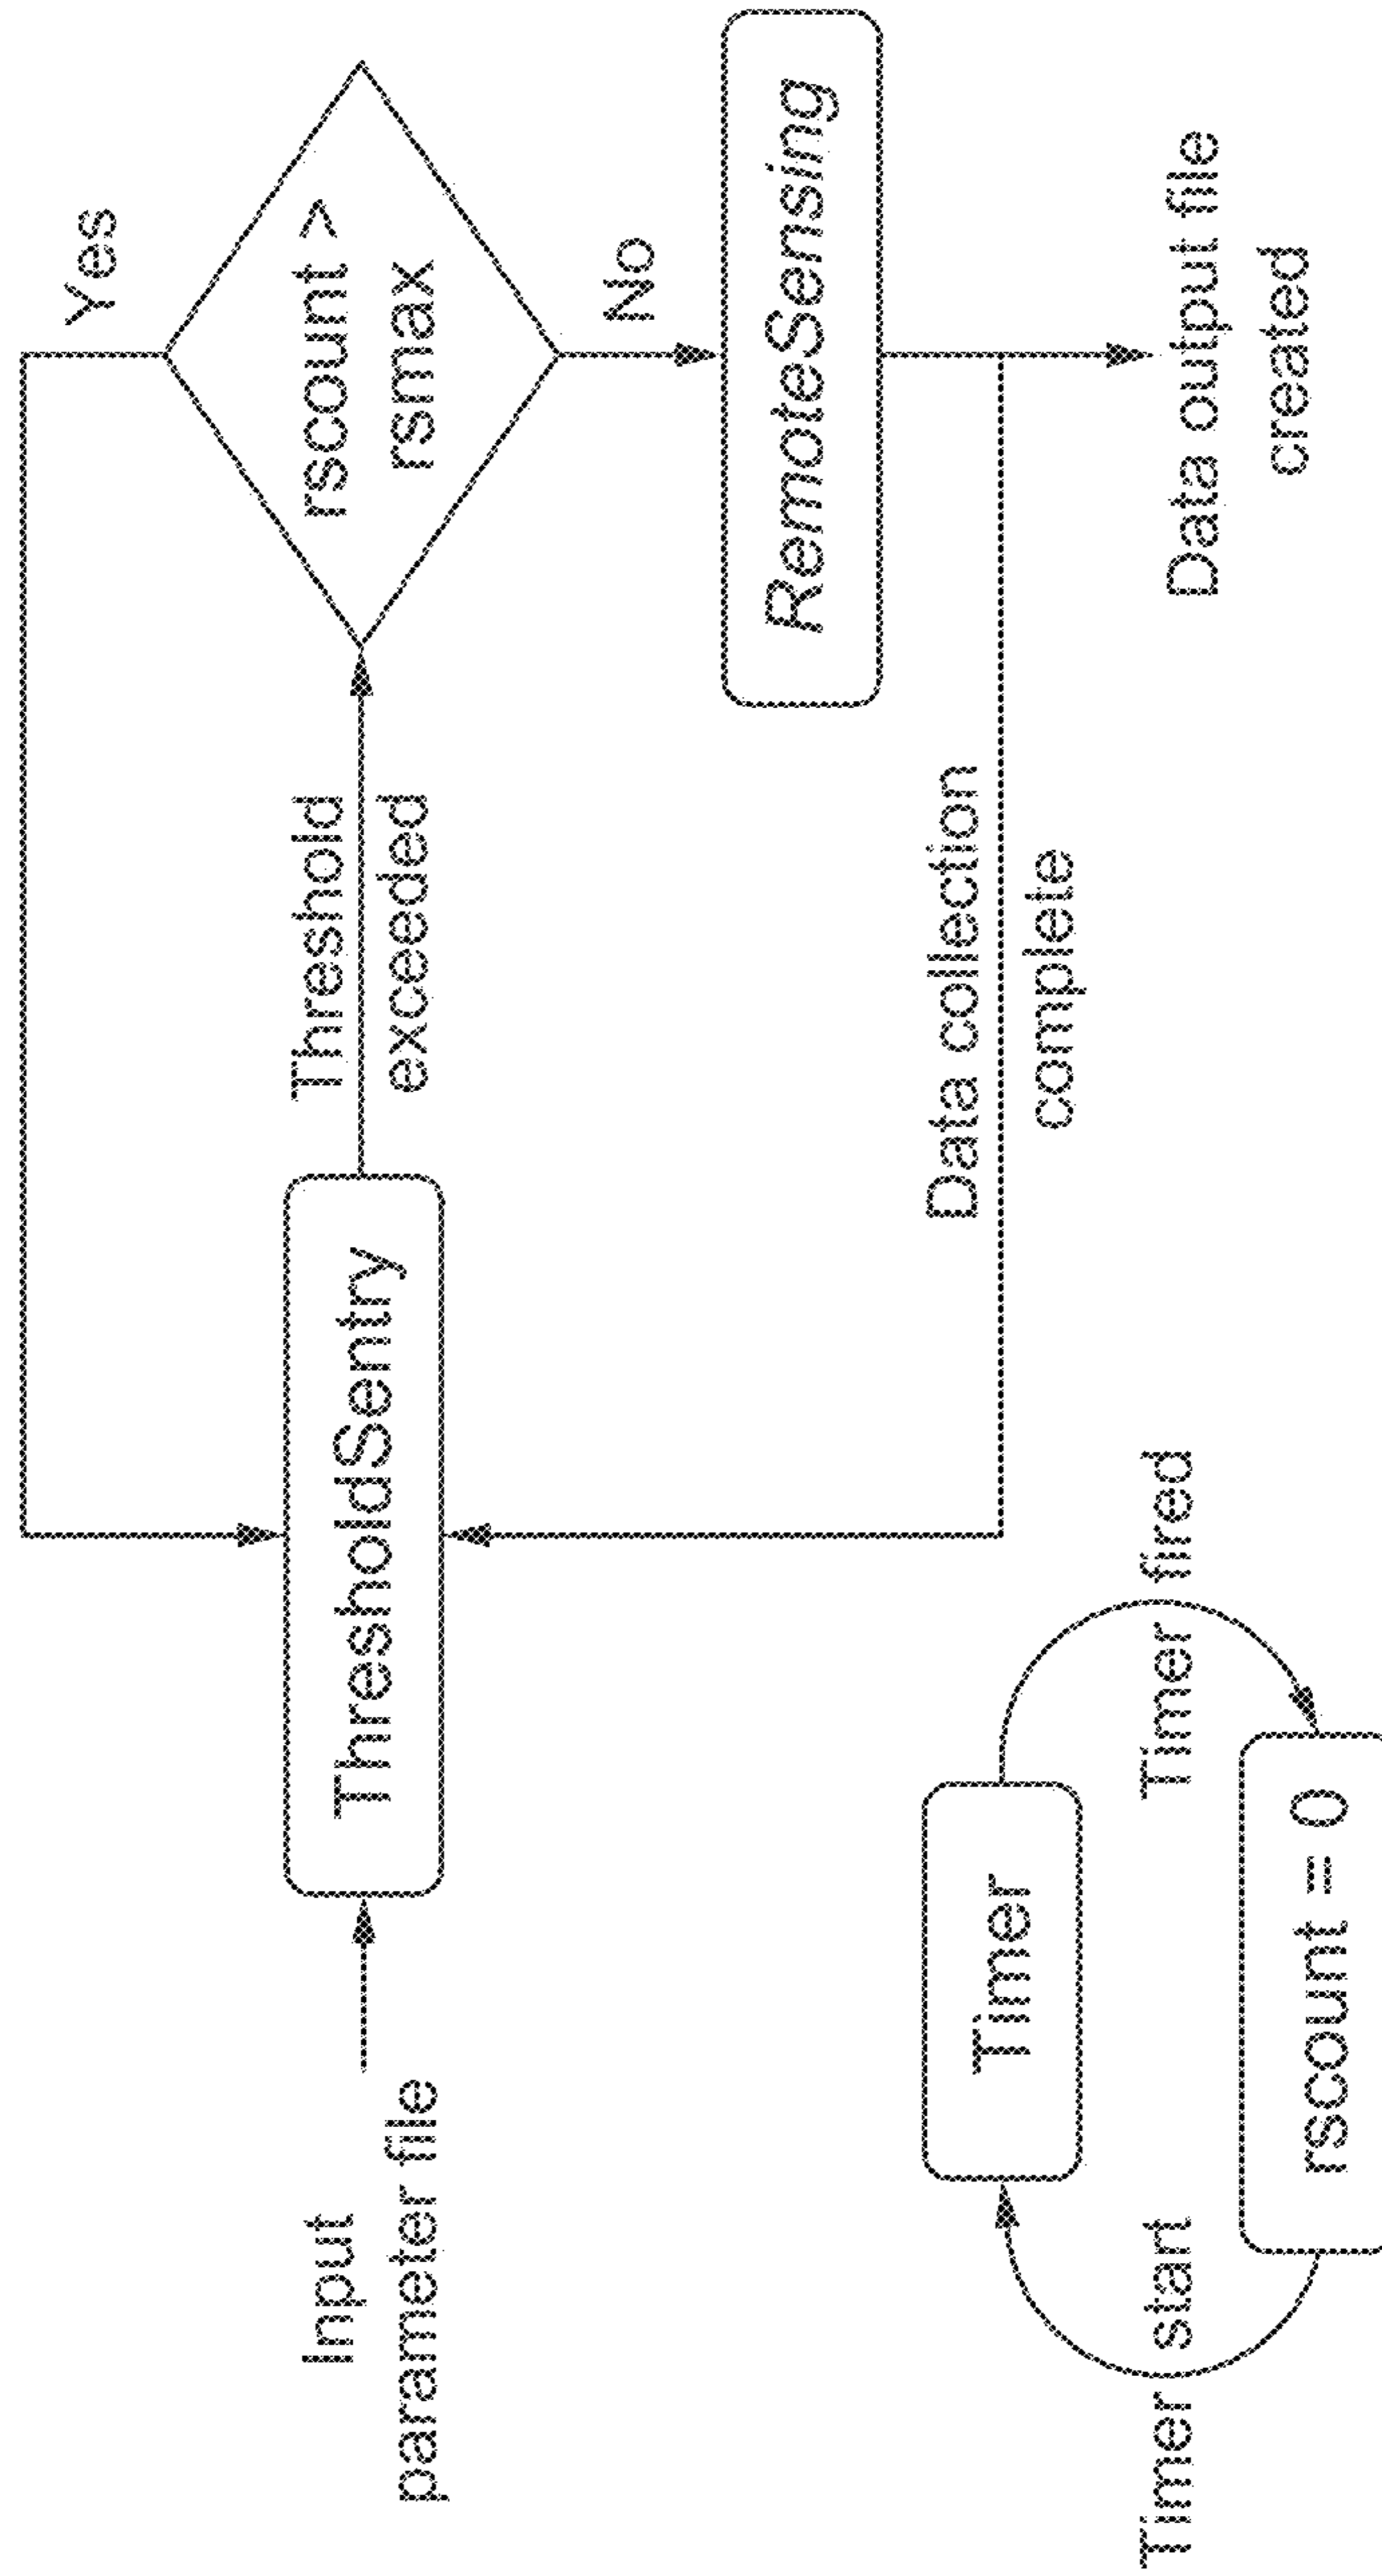 Input
parameter file
ThresholdSentry
Threshold
exceeded
rscount >
rsmax
Yes
No
RemoteSensing
Data collection
complete
Data output file
created
Timer
Timer start
Timer fired
rscount = 0